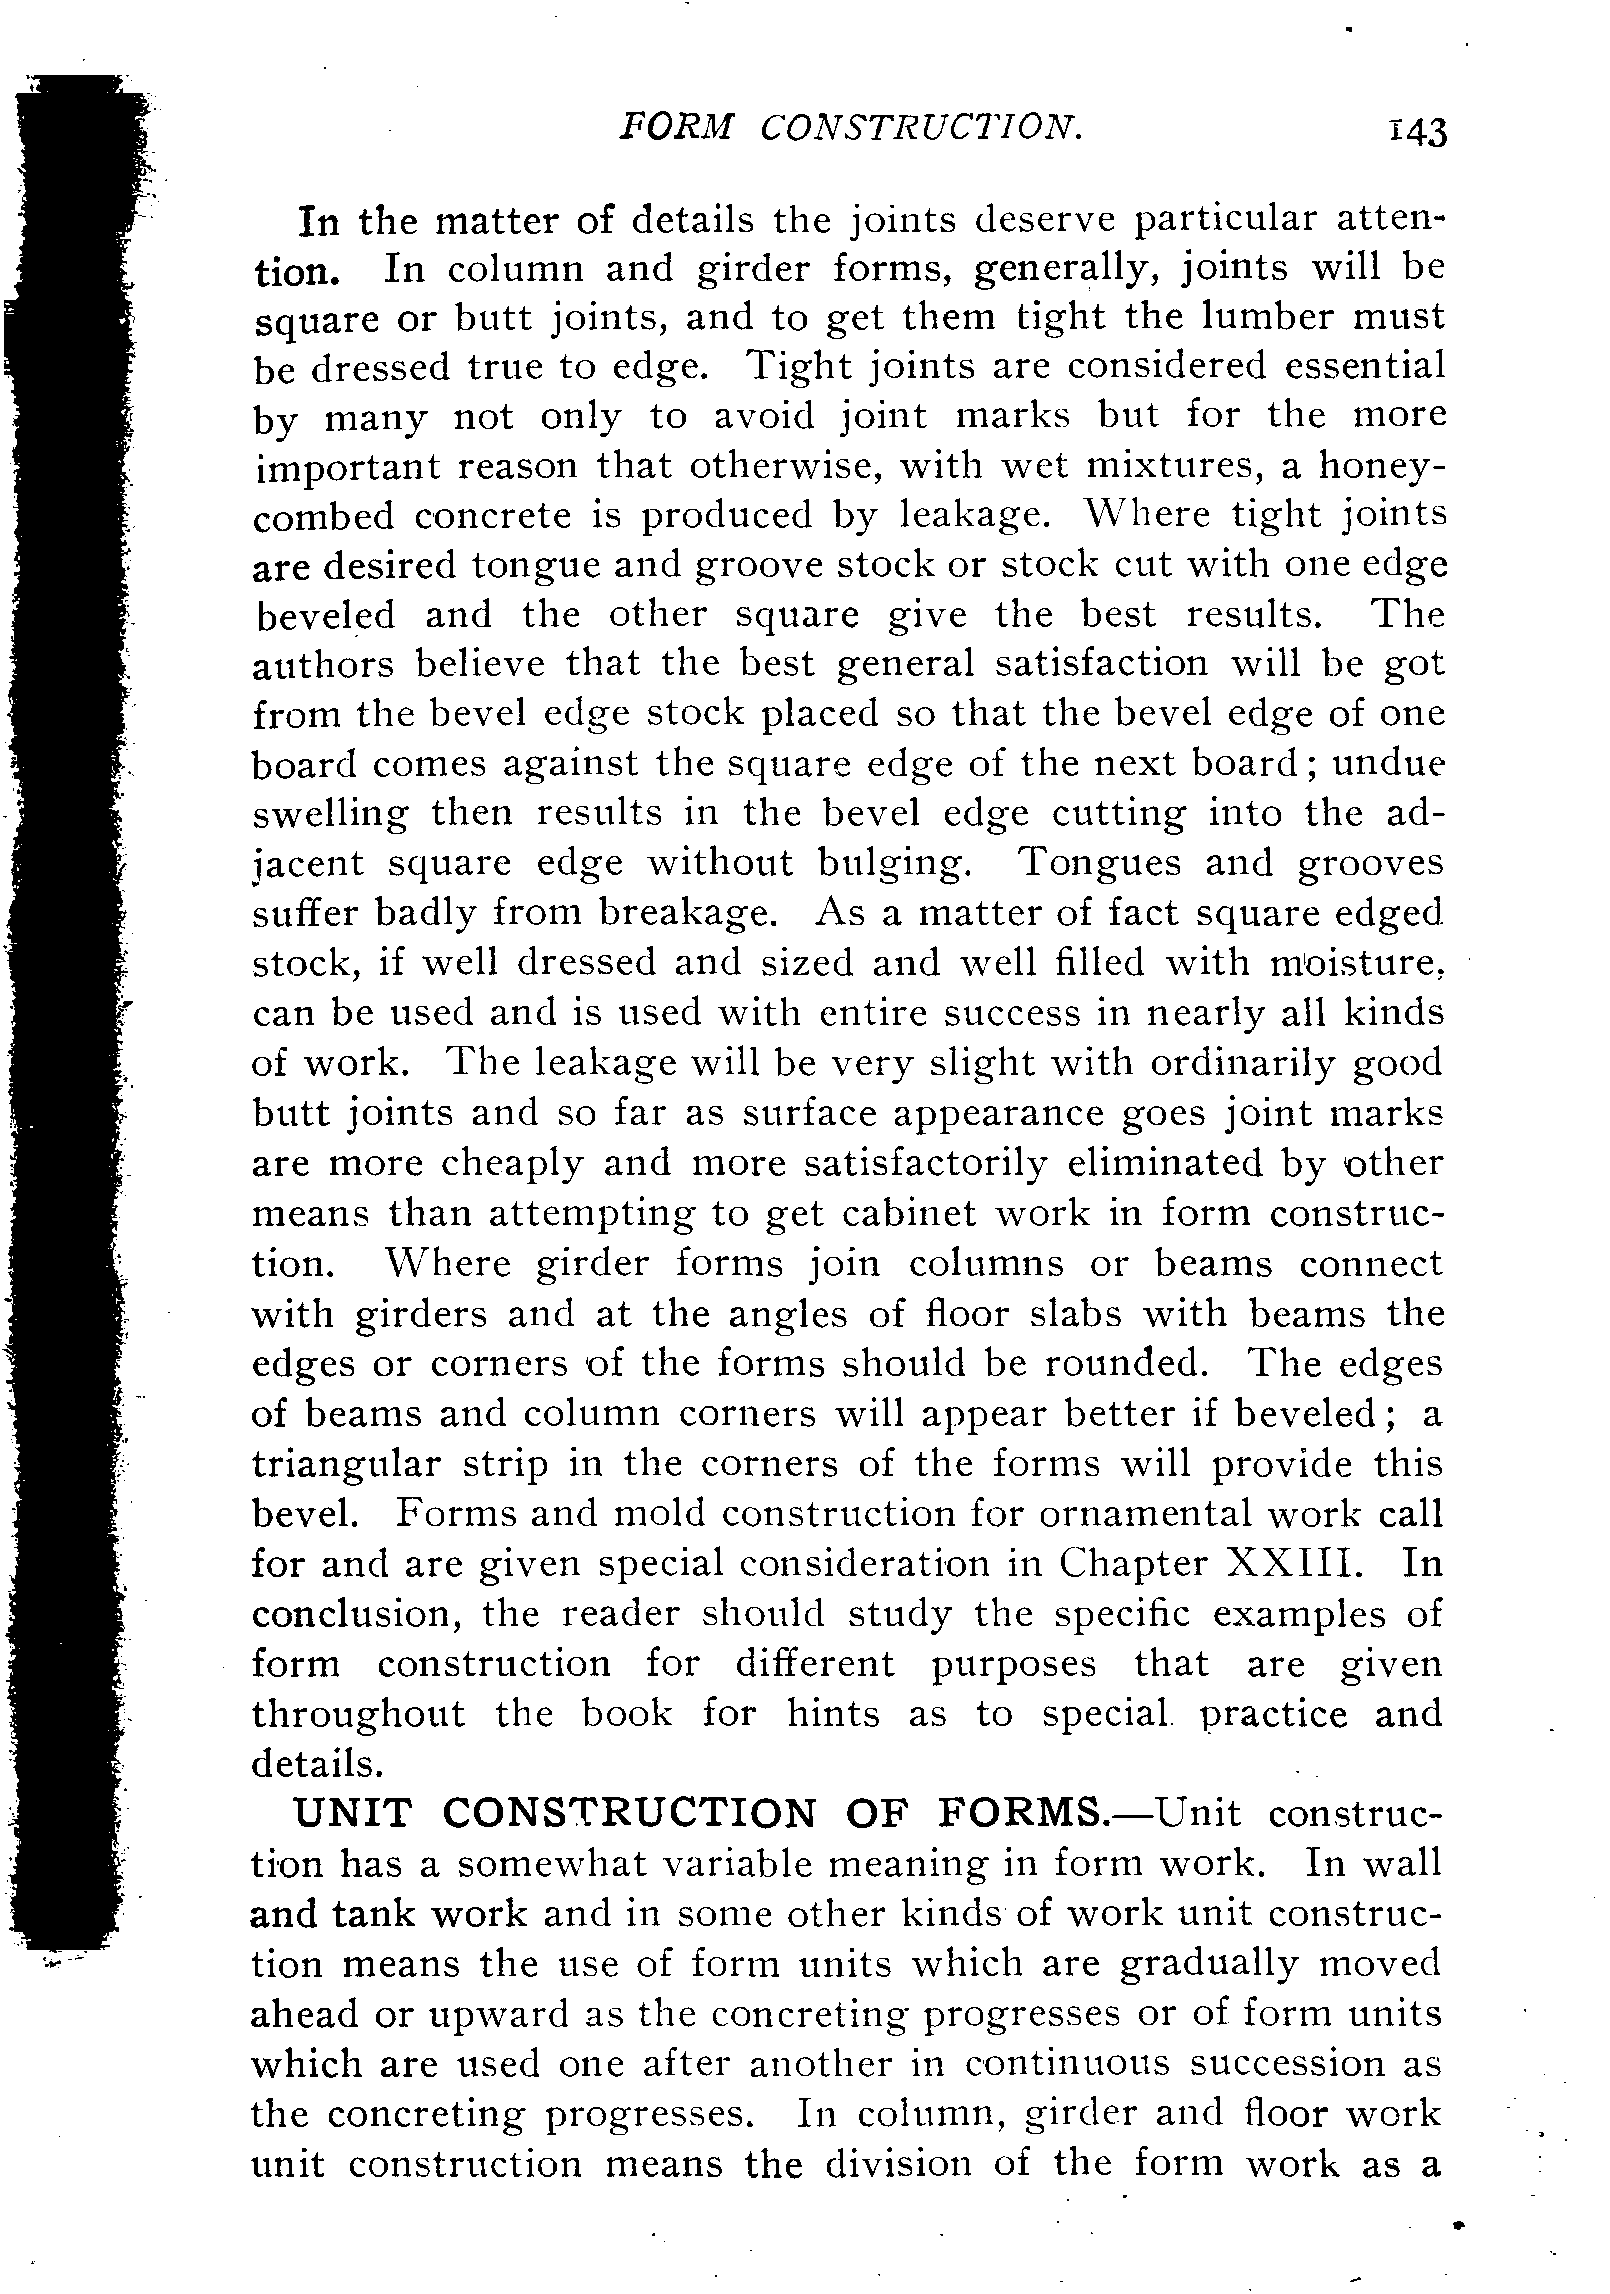 FORM CONSTRUCTION. 143
In the matter of details the joints deserve particular atten-
tion. In column and girder forms, generally, joints will be
square or butt joints, and to get them tight the lumber must
be dressed true to edge. Tight joints are considered essential
by many not only to avoid joint marks but for the more
important reason that otherwise, with wet mixtures, a honey-
combed concrete is produced by leakage. Where tight joints
are desired tongue and groove stock or stock cut with one edge
beveled and the other square give the best results. The
authors believe that the best general satisfaction will be got
from the bevel edge stock placed so that the bevel edge of one
board comes against the square edge of the next board; undue
swelling then results in the bevel edge cutting into the ad-
jacent square edge without bulging. Tongues and grooves
suffer badly from breakage. As a matter of fact square edged
stock, if well dressed and sized and well filled with moisture,
can be used and is used with entire success in nearly all kinds
of work. The leakage will be very slight with ordinarily good
butt joints and so far as surface appearance goes joint marks
are more cheaply and more satisfactorily eliminated by other
means than attempting to get cabinet work in form construc-
tion. Where girder forms join columns or beams connect
with girders and at the angles of floor slabs with beams the
edges or corners of the forms should be rounded. The edges
of beams and column corners will appear better if beveled; a
triangular strip in the corners of the forms will provide this
bevel. Forms and mold construction for ornamental work call
for and are given special consideration in Chapter XXIII. In
conclusion, the reader should study the specific examples of
form construction for different purposes that are given
throughout the book for hints as to special practice and
details.
UNIT CONSTRUCTION OF FORMS.—Unit construc-
tion has a somewhat variable meaning in form work. In wall
and tank work and in some other kinds of work unit construc-
tion means the use of form units which are gradually moved
ahead or upward as the concreting progresses or of form units
which are used one after another in continuous succession as
the concreting progresses. In column, girder and floor work
unit construction means the division of the form work as a